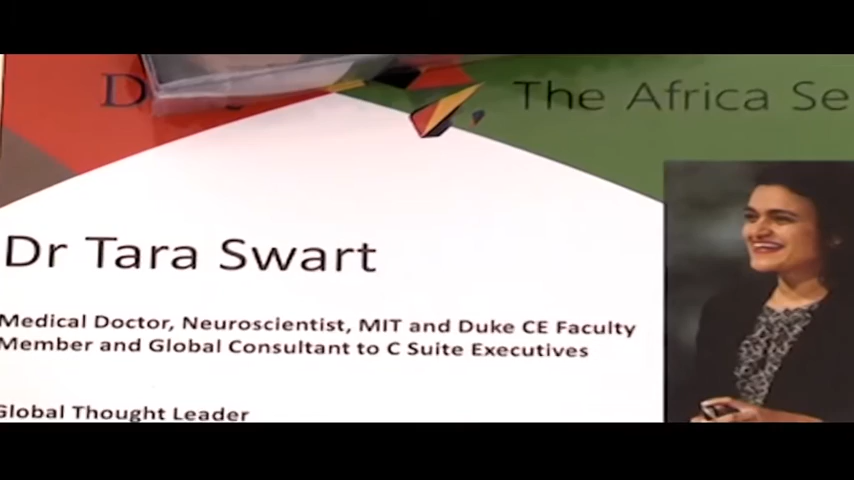 The Africa
Dr Tara Swart
Medical Doctor, Neuroscientist, MIT and Duke CE Faculty
Member and Global Consultant to C Suite Executives
Global Thought Leader